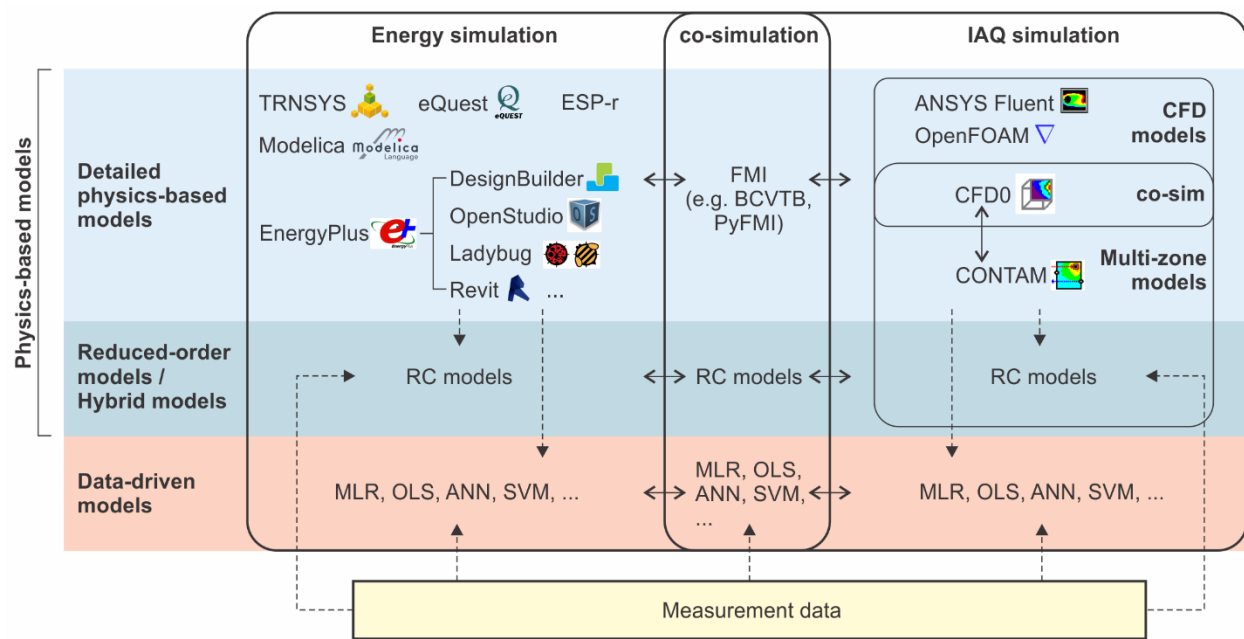 Energy simulation
co-simulation
IAQ simulation
Physics-based models
Detailed
physics-based
models
TRNSYS
eQuest
eQUEST
ESP-r
Modelica
Modelica
Language
EnergyPlus
e+
EnergyPlus
DesignBuilder
OpenStudio
OS
Ladybug
Revit
...
FMI
(e.g. BCVTB,
PyFMI)
ANSYS Fluent
OpenFOAM
CFD
models
CFD0
co-sim
CONTAM
Multi-zone
models
Reduced-order
models /
Hybrid models
RC models
RC models
RC models
Data-driven
models
MLR, OLS, ANN, SVM, ...
MLR, OLS,
ANN, SVM,
...
MLR, OLS, ANN, SVM, ...
Measurement data